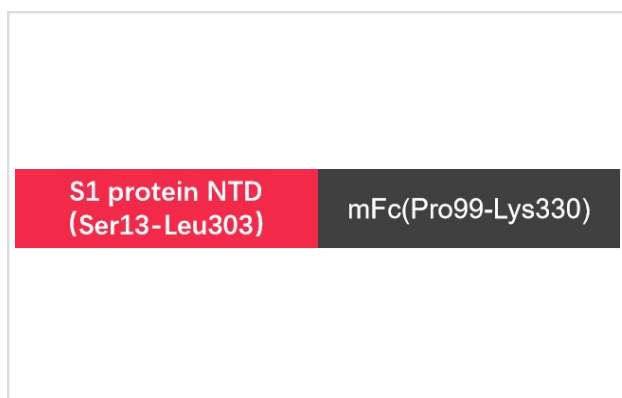 S1 protein NTD
(Ser13-Leu303)
mFc(Pro99-Lys330)